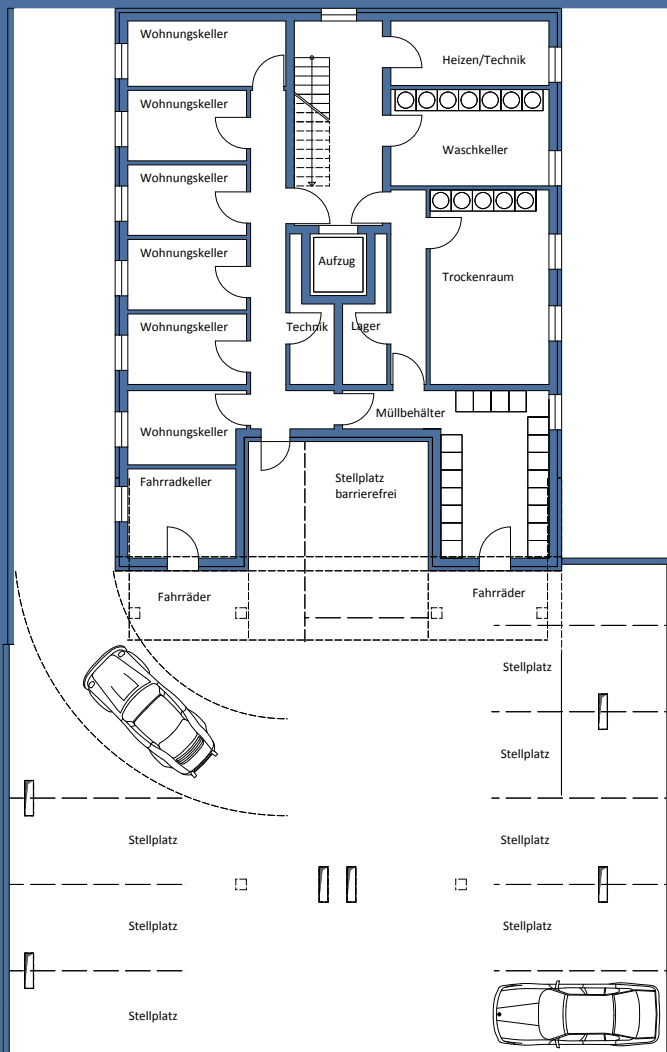 Wohnungskeller
Heizen/Technik
Wohnungskeller
Waschkeller
Wohnungskeller
Wohnungskeller
Aufzug
Trockenraum
Wohnungskeller
Technik
Lager
Müllbehälter
Wohnungskeller
Fahrradkeller
Stellplatz
barrierefrei
Fahrräder
Fahrräder
Stellplatz
Stellplatz
Stellplatz
Stellplatz
Stellplatz
Stellplatz
Stellplatz